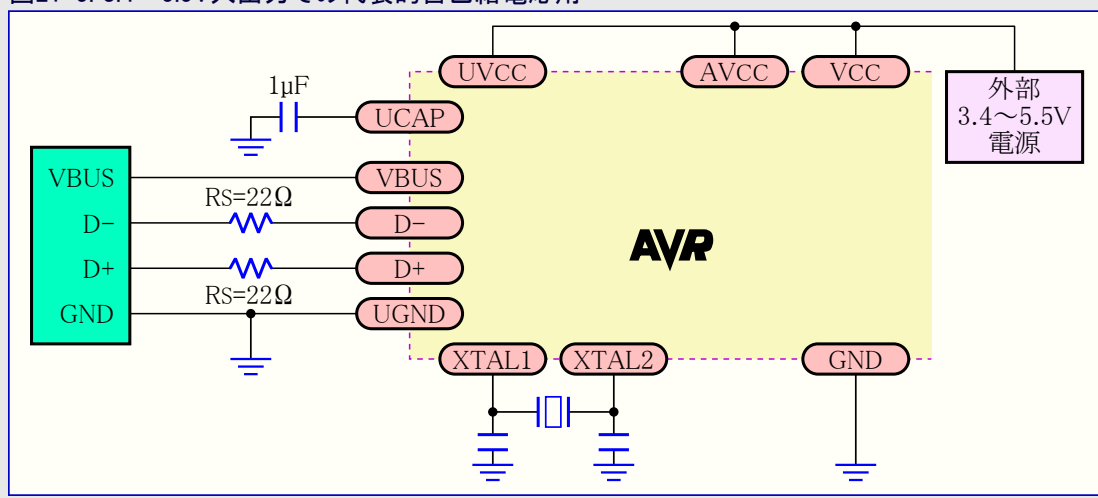 UVCC
AVCC
VCC
外部
3.4～5.5V
電源
1µF
UCAP
VBUS
VBUS
RS=22Ω
D−
D−
D+
D+
RS=22Ω
GND
UGND
AVR
XTAL1
XTAL2
GND